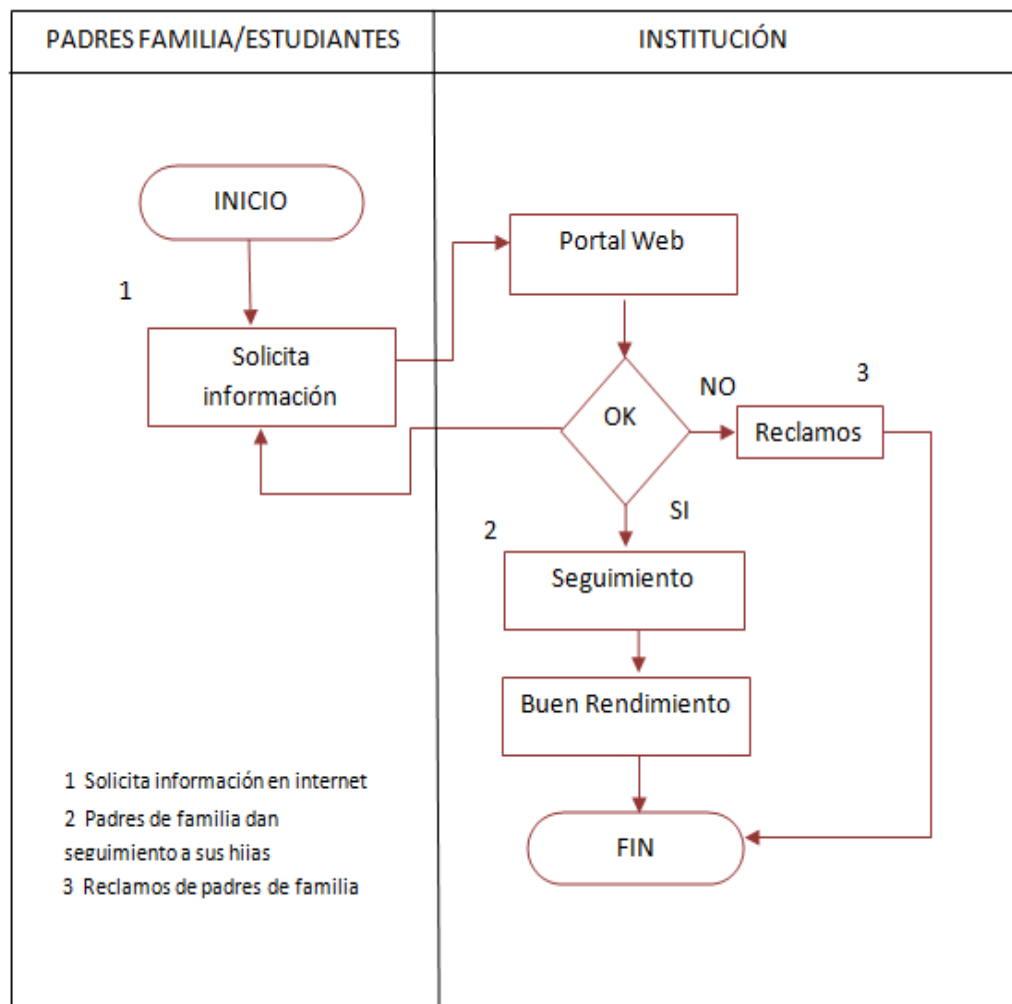 PADRES FAMILIA/ESTUDIANTES
INSTITUCIÓN
INICIO
Portal Web
1
Solicita
información
3
NO
OK
Reclamos
SI
2
Seguimiento
Buen Rendimiento
1 Solicita información en internet
2 Padres de familia dan
seguimiento a sus hijas
3 Reclamos de padres de familia
FIN